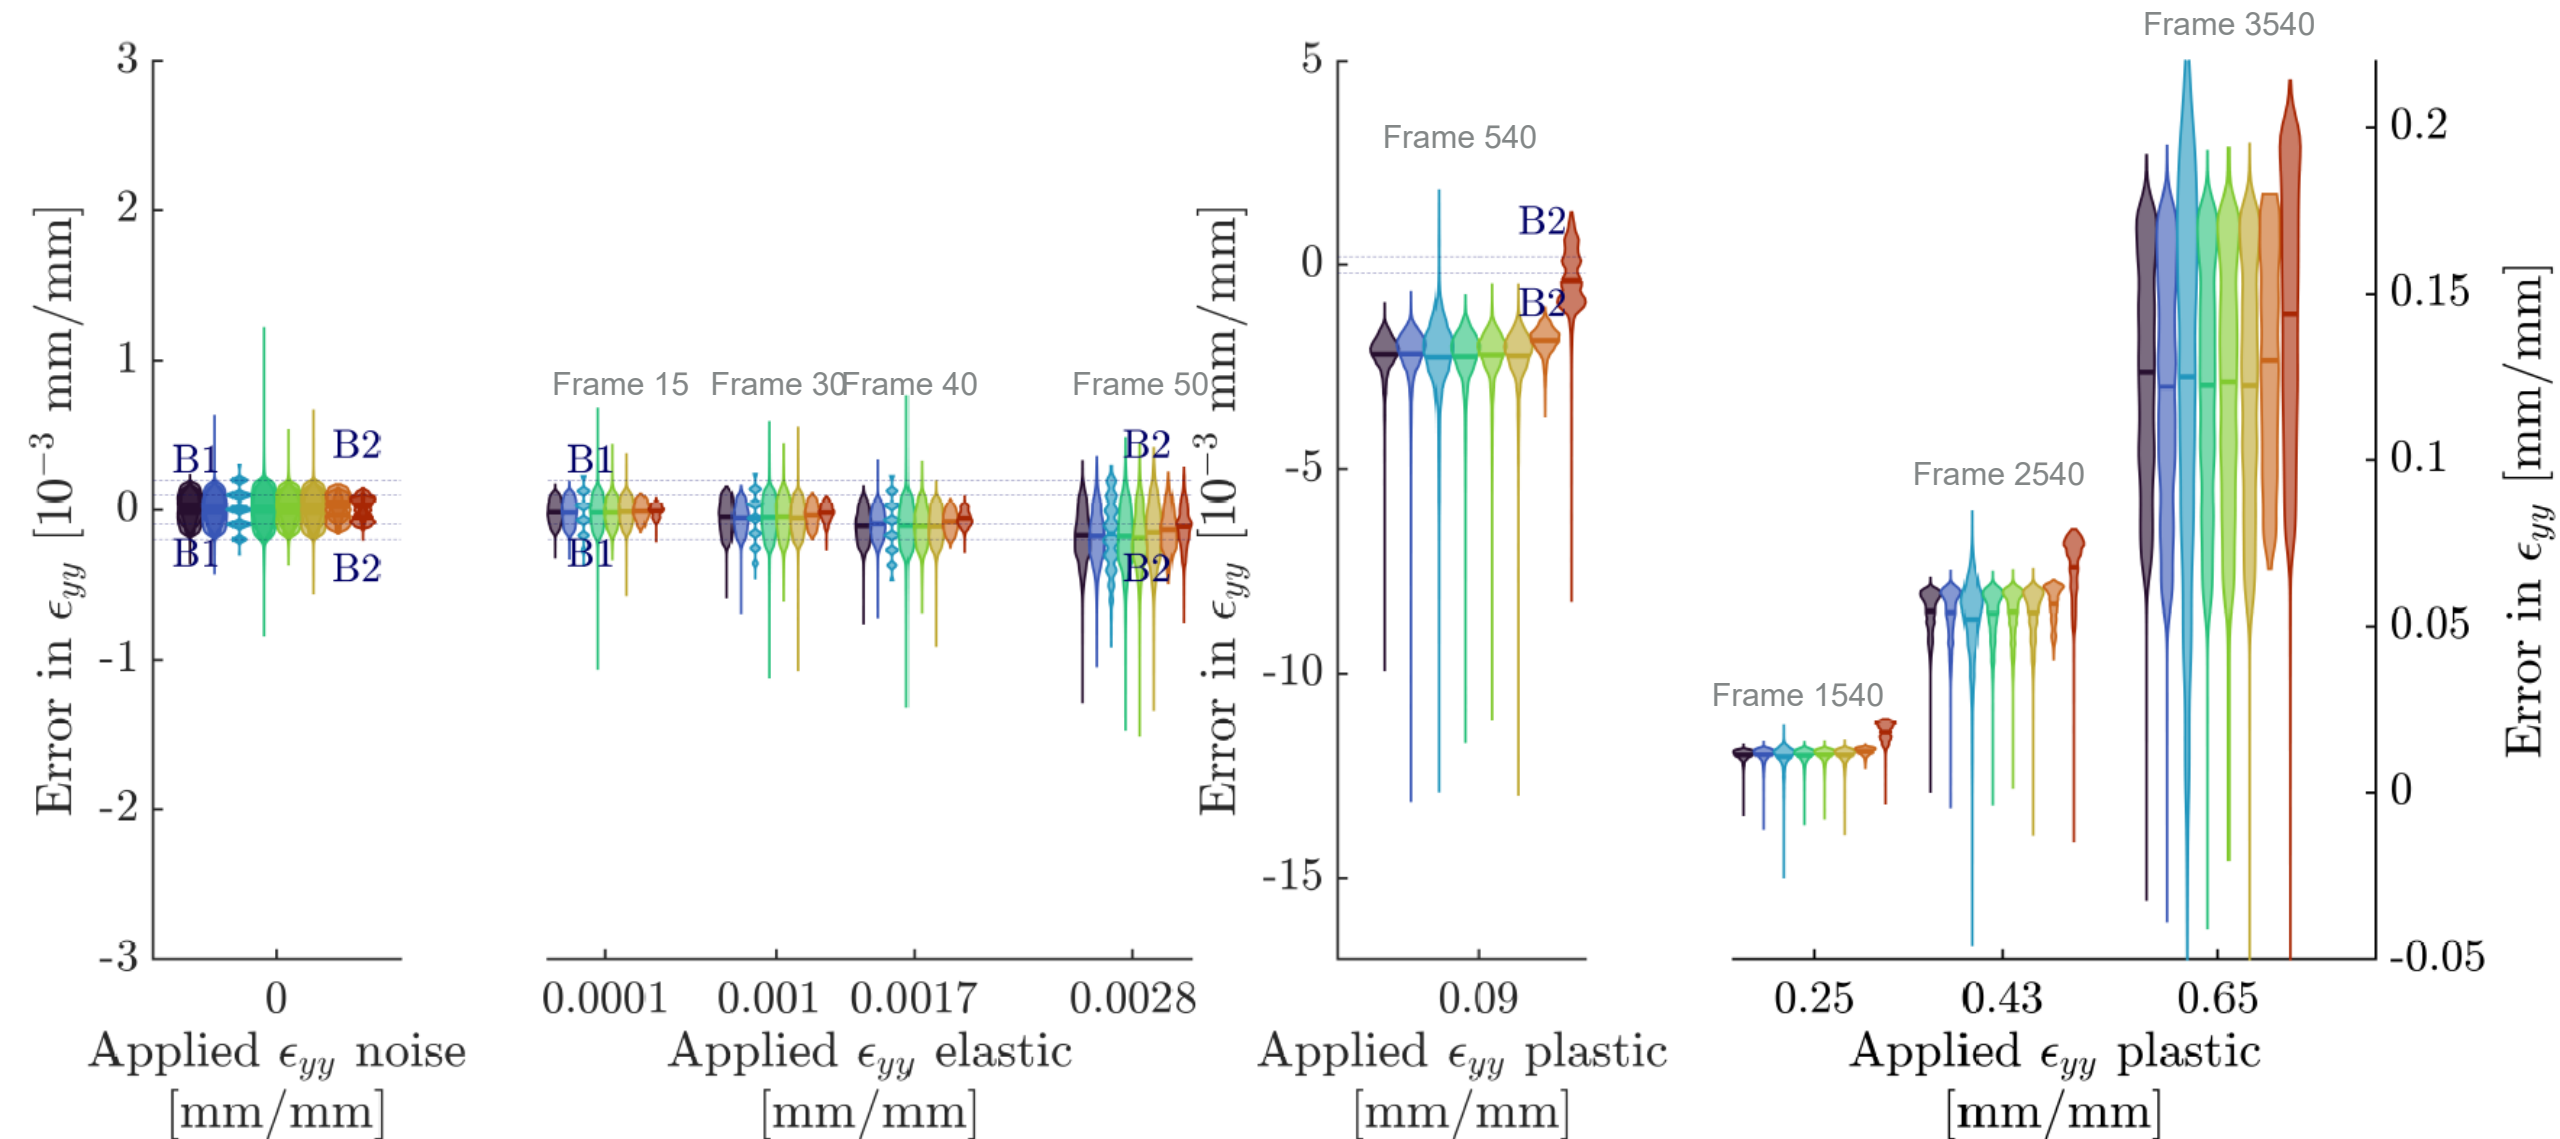 Frame 3540
3
2
1
0
-1
-2
-3
Error in ϵyy [10−3 mm/mm]
B1
B1
B2
B2
0
Applied ϵyy noise
[mm/mm]
Frame 15
Frame 30
Frame 40
Frame 50
B1
B1
B2
B2
0.0001
0.001
0.0017
0.0028
Applied ϵyy elastic
[mm/mm]
5
0
-5
-10
-15
Error in ϵyy [10−3 mm/mm]
Frame 540
B2
B2
0.09
Applied ϵyy plastic
[mm/mm]
Frame 1540
Frame 2540
0.25
0.43
0.65
Applied ϵyy plastic
[mm/mm]
0.2
0.15
0.1
0.05
0
-0.05
Error in ϵyy [mm/mm]